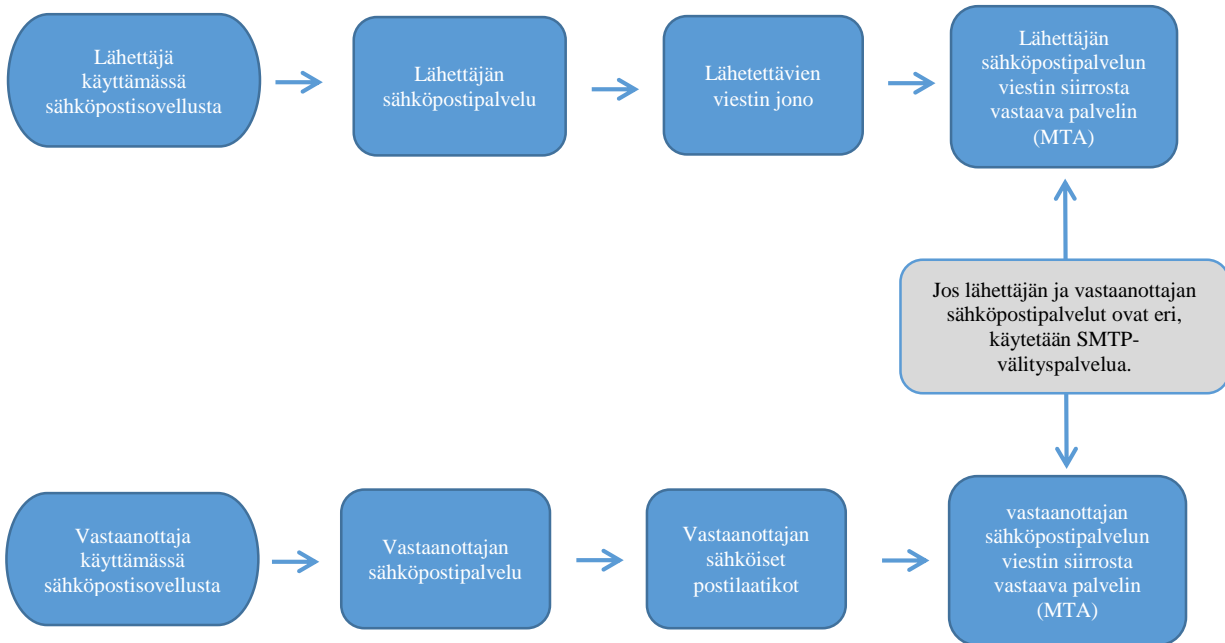 Lähettäjä
käyttämässä
sähköpostisovellusta
Lähettäjän
sähköpostipalvelu
Lähetettävien
viestin jono
Lähettäjän
sähköpostipalvelun
viestin siirrosta
vastaava palvelin
(MTA)
Jos lähettäjän ja vastaanottajan
sähköpostipalvelut ovat eri,
käytetään SMTP-
välityspalvelua.
Vastaanottaja
käyttämässä
sähköpostisovellusta
Vastaanottajan
sähköpostipalvelu
Vastaanottajan
sähköiset
postilaatikot
vastaanottajan
sähköpostipalvelun
viestin siirrosta
vastaava palvelin
(MTA)